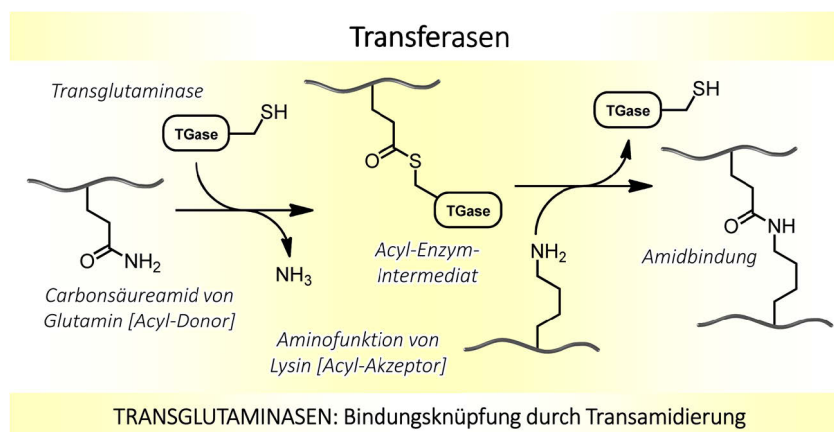 Transferasen
Transglutaminase
SH
TGase
O
S
TGase
SH
TGase
O
NH₂
NH₃
Acyl-Enzym-
Intermediat
NH₂
Amidbindung
O
NH
Carbonsäureamid von
Glutamin [Acyl-Donor]
Aminofunktion von
Lysin [Acyl-Akzeptor]
TRANSGLUTAMINASEN: Bindungsknüpfung durch Transamidierung